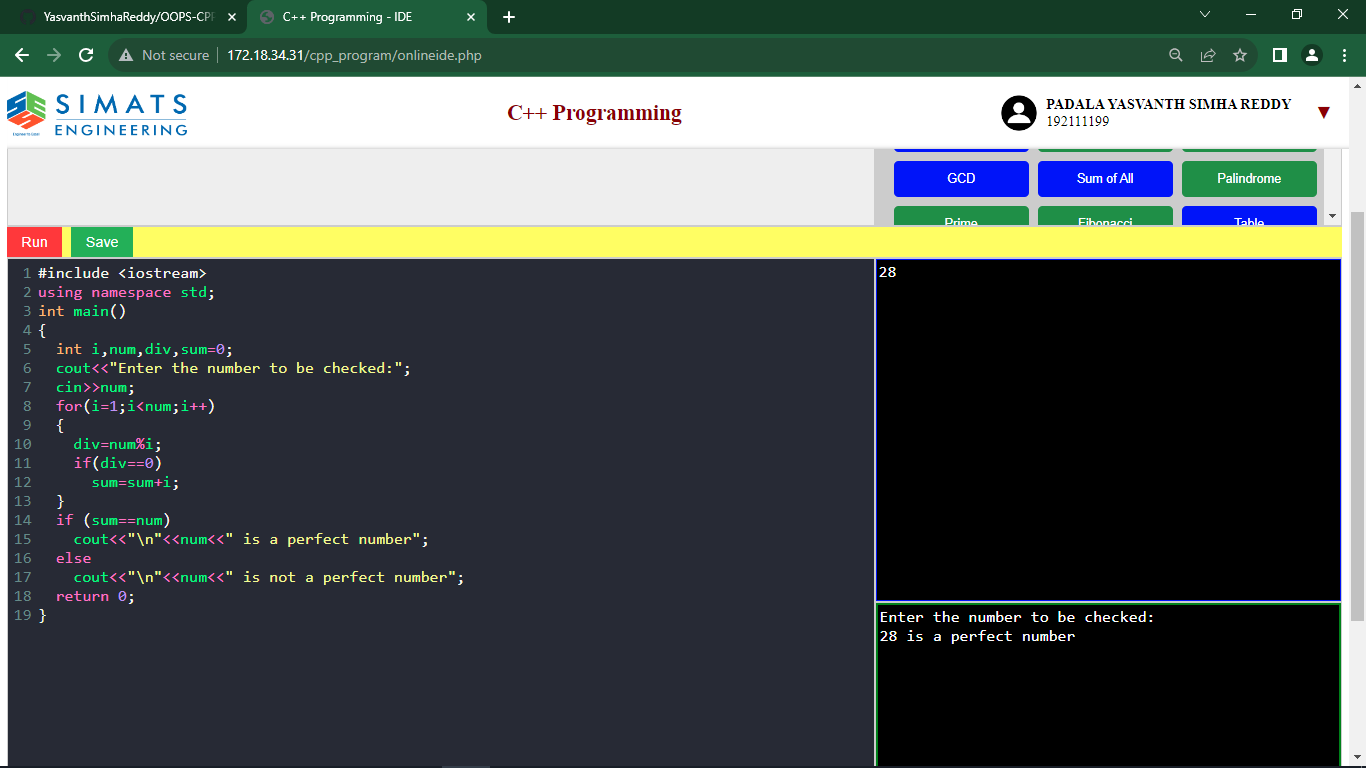 YasvanthSimhaReddy/OOPS-CPP
C++ Programming - IDE
Not secure 172.18.34.31/cpp_program/onlineide.php
SIMATS
ENGINEERING
C++ Programming
PADALA YASVANTH SIMHA REDDY
192111199
GCD Sum of All Palindrome
Prime Fibonacci Table
Run Save
1 #include <iostream>
2 using namespace std;
3 int main()
4 {
5 int i,num,div,sum=0;
6 cout<<"Enter the number to be checked:";
7 cin>>num;
8 for(i=1;i<num;i++)
9 {
10 div=num%i;
11 if(div==0)
12 sum=sum+i;
13 }
14 if (sum==num)
15 cout<<"\n"<<num<<" is a perfect number";
16 else
17 cout<<"\n"<<num<<" is not a perfect number";
18 return 0;
19 }
28
Enter the number to be checked:
28 is a perfect number